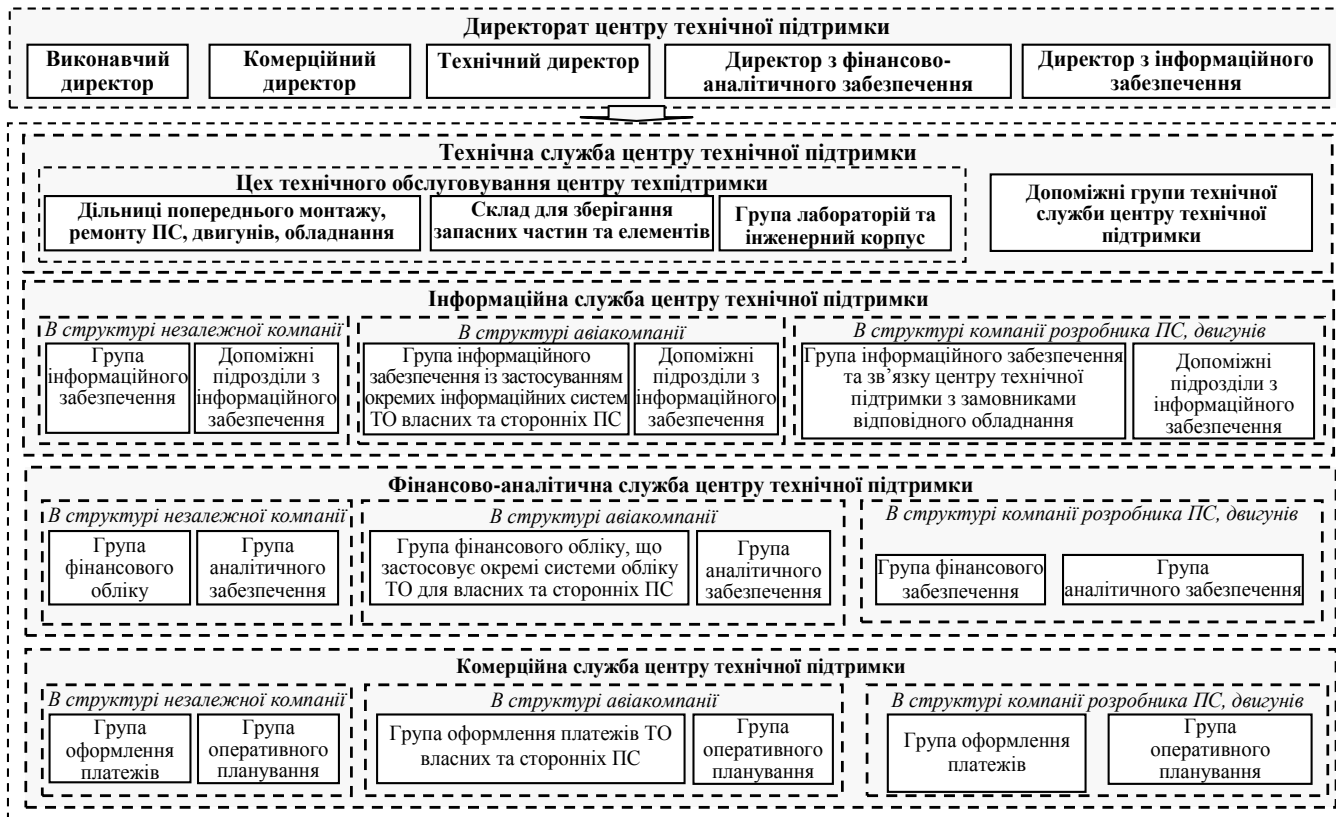 Директорат центру технічної підтримки
Виконавчий
директор
Комерційний
директор
Технічний директор
Директор з фінансово-
аналітичного забезпечення
Директор з інформаційного
забезпечення
Технічна служба центру технічної підтримки
Цех технічного обслуговування центру техпідтримки
Дільниці попереднього монтажу,
ремонту ПС, двигунів, обладнання
Склад для зберігання
запасних частин та елементів
Група лабораторій та
інженерний корпус
Допоміжні групи технічної
служби центру технічної
підтримки
Інформаційна служба центру технічної підтримки
В структурі незалежної компанії
Група
інформаційного
забезпечення
Допоміжні
підрозділи з
інформаційного
забезпечення
В структурі авіакомпанії
Група інформаційного
забезпечення із застосуванням
окремих інформаційних систем
ТО власних та сторонніх ПС
Допоміжні
підрозділи з
інформаційного
забезпечення
В структурі компанії розробника ПС, двигунів
Група інформаційного забезпечення
та зв’язку центру технічної
підтримки з замовниками
відповідного обладнання
Допоміжні
підрозділи з
інформаційного
забезпечення
Фінансово-аналітична служба центру технічної підтримки
В структурі незалежної компанії
Група
фінансового
обліку
Група
аналітичного
забезпечення
В структурі авіакомпанії
Група фінансового обліку, що
застосовує окремі системи обліку
ТО для власних та сторонніх ПС
Група
аналітичного
забезпечення
В структурі компанії розробника ПС, двигунів
Група фінансового
забезпечення
Група
аналітичного забезпечення
Комерційна служба центру технічної підтримки
В структурі незалежної компанії
Група
оформлення
платежів
Група
оперативного
планування
В структурі авіакомпанії
Група оформлення платежів ТО
власних та сторонніх ПС
Група
оперативного
планування
В структурі компанії розробника ПС, двигунів
Група оформлення
платежів
Група
оперативного
планування